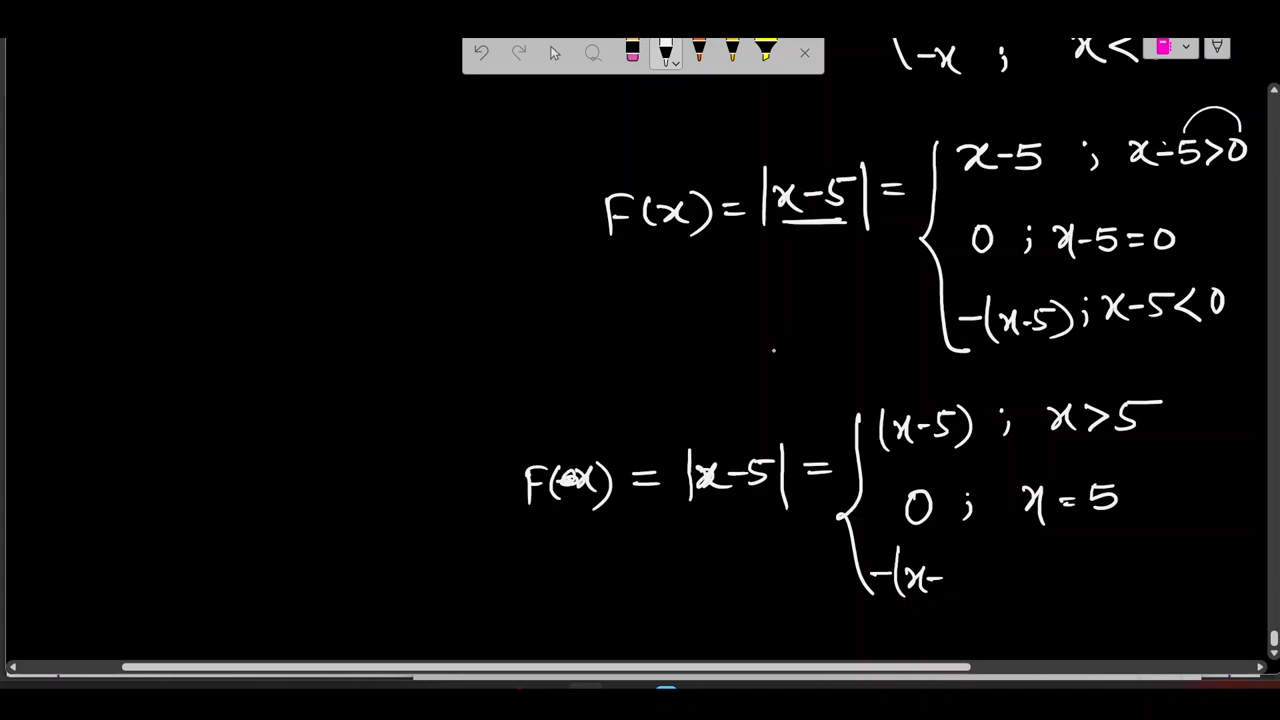 -x ; x<
x-5 ; x-5>0
F(x) = |x-5| =
0 ; x-5=0
-(x-5) ; x-5<0
(x-5) ; x>5
F(x) = |x-5| =
0 ; x=5
-(x-